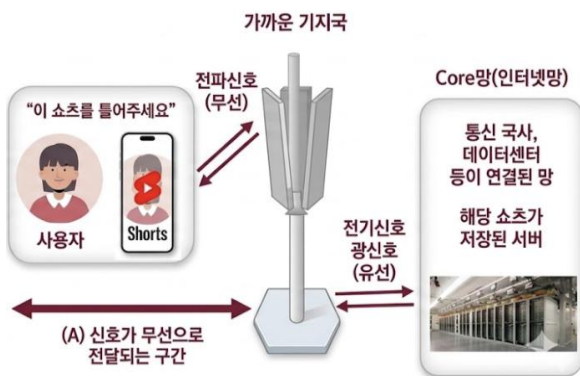 가까운 기지국
“이 쇼츠를 틀어주세요”
사용자
Shorts
전파신호
(무선)
전기신호
광신호
(유선)
Core망(인터넷망)
통신 국사,
데이터센터
등이 연결된 망
해당 쇼츠가
저장된 서버
(A) 신호가 무선으로
전달되는 구간